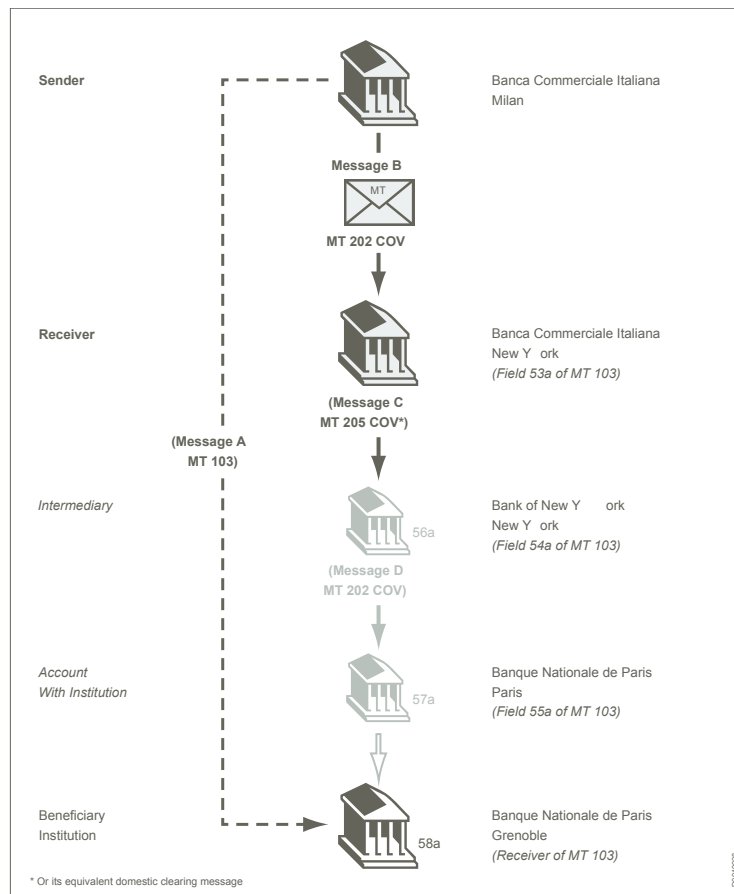 Sender
Banca Commerciale Italiana
Milan
Message B
MT
MT 202 COV
Receiver
Banca Commerciale Italiana
New Y ork
(Field 53a of MT 103)
(Message C
MT 205 COV*)
(Message A
MT 103)
Intermediary
56a
Bank of New Y ork
New Y ork
(Field 54a of MT 103)
(Message D
MT 202 COV)
Account
With Institution
57a
Banque Nationale de Paris
Paris
(Field 55a of MT 103)
Beneficiary
Institution
58a
Banque Nationale de Paris
Grenoble
(Receiver of MT 103)
* Or its equivalent domestic clearing message